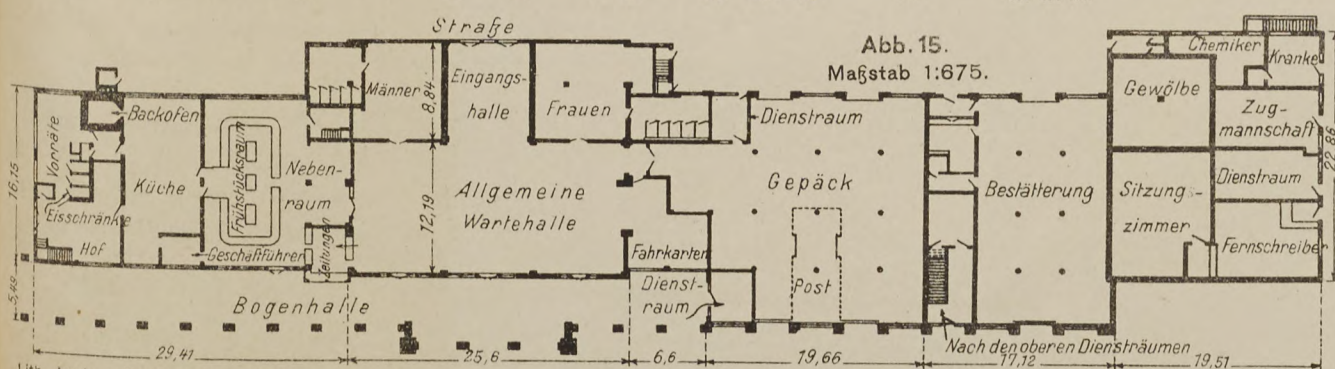 Straße
Abb. 15.
Maßstab 1:675.
Chemiker
Kranke
Männer
8,84
Eingangs-
halle
Frauen
Gewölbe
Backofen
Dienstraum
Zug-
mannschaft
Vorräte
22,86
16,15
Küche
Frühstücksraum
Neben-
raum
Allgemeine
Wartehalle
12,19
Gepäck
Bestätterung
Sitzungs-
zimmer
Dienstraum
Eisschränke
Hof
Geschäftführer
Zeitungen
Fahrkarten
Fernschreiber
Dienst-
raum
Post
5,49
Bogenhalle
Nach den oberen Diensträumen
29,41
25,6
6,6
19,66
17,12
19,51